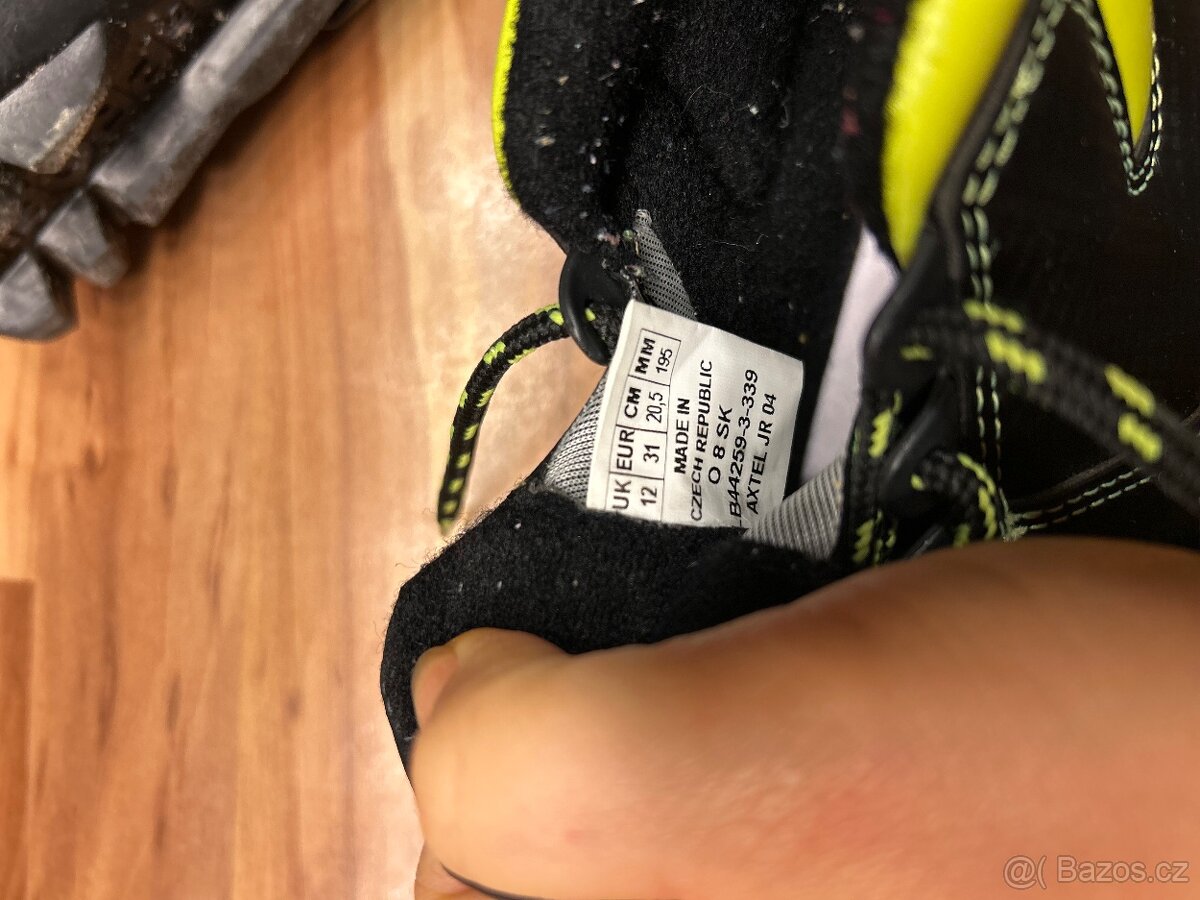 UK EUR CM MM
12 31 20,5 195
MADE IN
CZECH REPUBLIC
O 8 SK
B44259-3-339
AXTEL JR 04
@( Bazos.cz